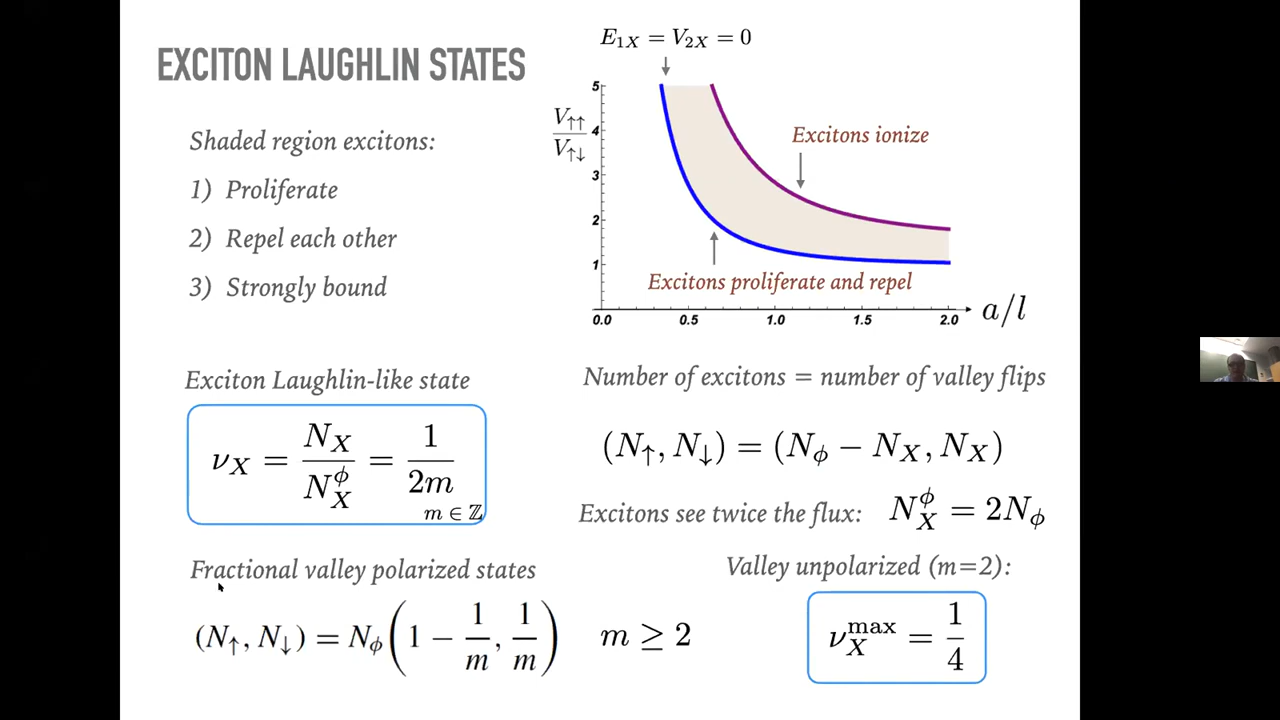 EXCITON LAUGHLIN STATES
Shaded region excitons:
1) Proliferate
2) Repel each other
3) Strongly bound
E_{1X} = V_{2X} = 0
V_{↑↑} / V_{↑↓}
5
4
3
2
1
0.0 0.5 1.0 1.5 2.0
a/l
Excitons ionize
Excitons proliferate and repel
Exciton Laughlin-like state
ν_X = N_X / N_X^ϕ = 1 / 2m
m ∈ ℤ
Number of excitons = number of valley flips
(N_↑, N_↓) = (N_ϕ − N_X, N_X)
Excitons see twice the flux: N_X^ϕ = 2N_ϕ
Fractional valley polarized states
(N_↑, N_↓) = N_ϕ (1 − 1/m, 1/m) m ≥ 2
Valley unpolarized (m=2):
ν_X^{max} = 1/4